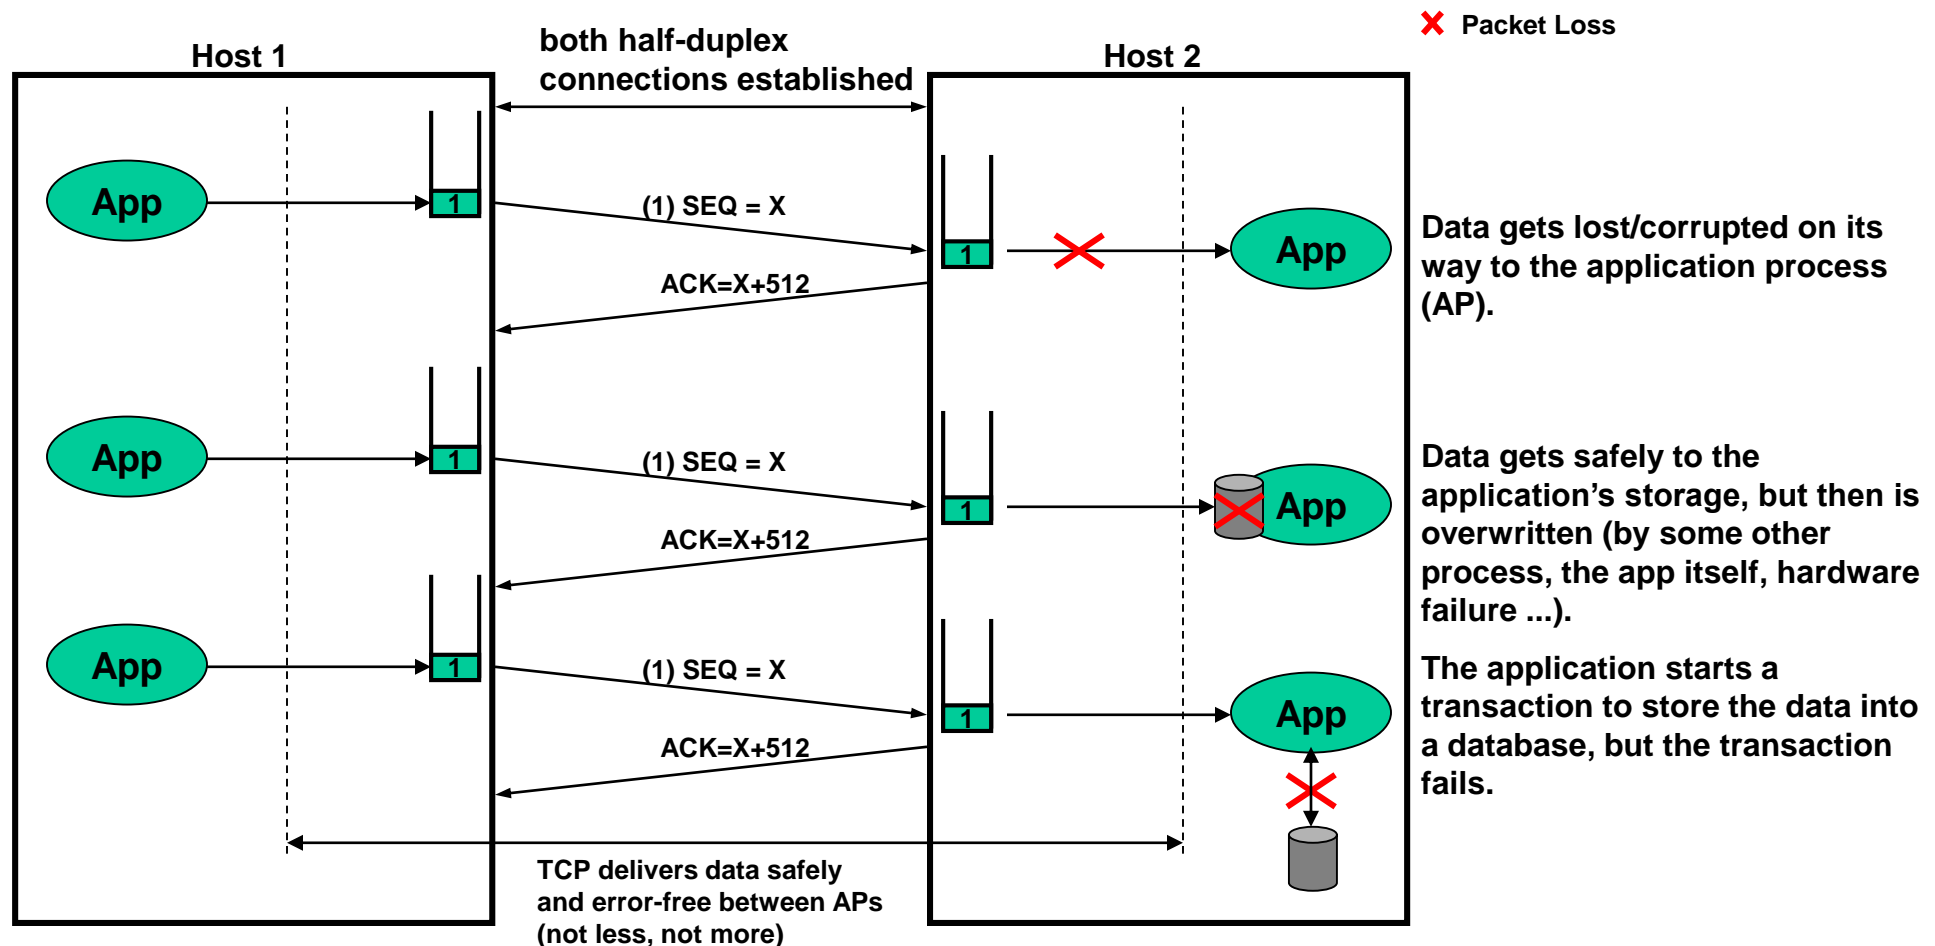 Packet Loss
Host 1
both half-duplex
connections established
Host 2
App
1
(1) SEQ = X
1
App
ACK=X+512
Data gets lost/corrupted on its
way to the application process
(AP).
App
1
(1) SEQ = X
1
App
ACK=X+512
Data gets safely to the
application’s storage, but then is
overwritten (by some other
process, the app itself, hardware
failure ...).
App
1
(1) SEQ = X
1
App
ACK=X+512
The application starts a
transaction to store the data into
a database, but the transaction
fails.
TCP delivers data safely
and error-free between APs
(not less, not more)